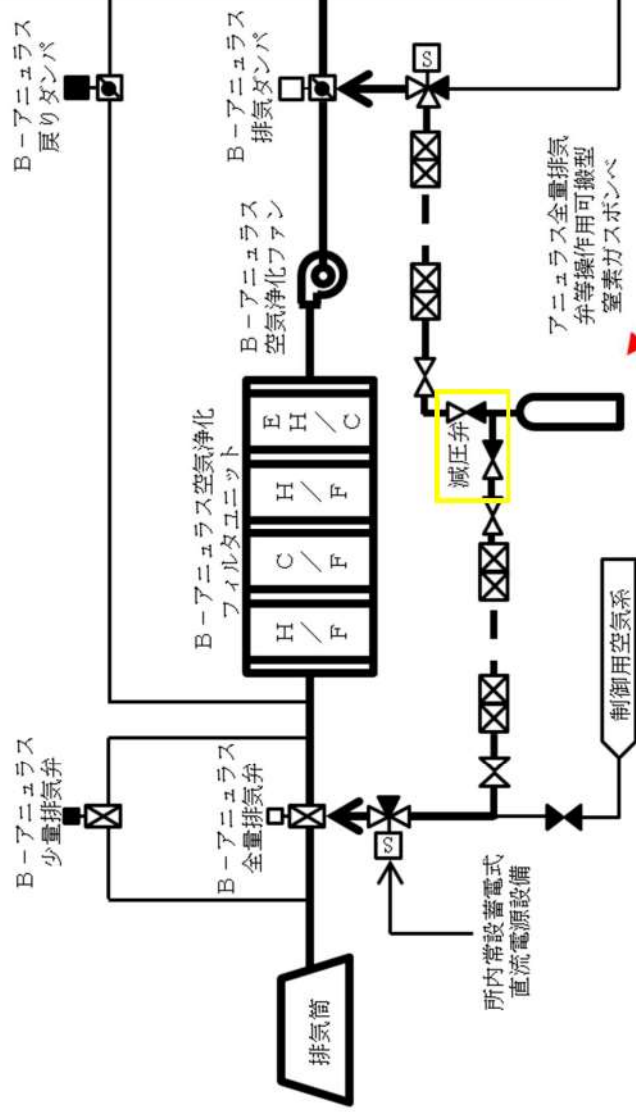 B-アニュラス
戻りダンパ
B-アニュラス
排気ダンパ
S
B-アニュラス
空気浄化ファン
アニュラス全量排気
弁等操作用可搬型
窒素ガスボンベ
B-アニュラス空気浄化
フィルタユニット
H/F
C/F
H/F
EH/C
減圧弁
B-アニュラス
少量排気弁
B-アニュラス
全量排気弁
S
制御用空気系
所内常設蓄電式
直流電源設備
排気筒